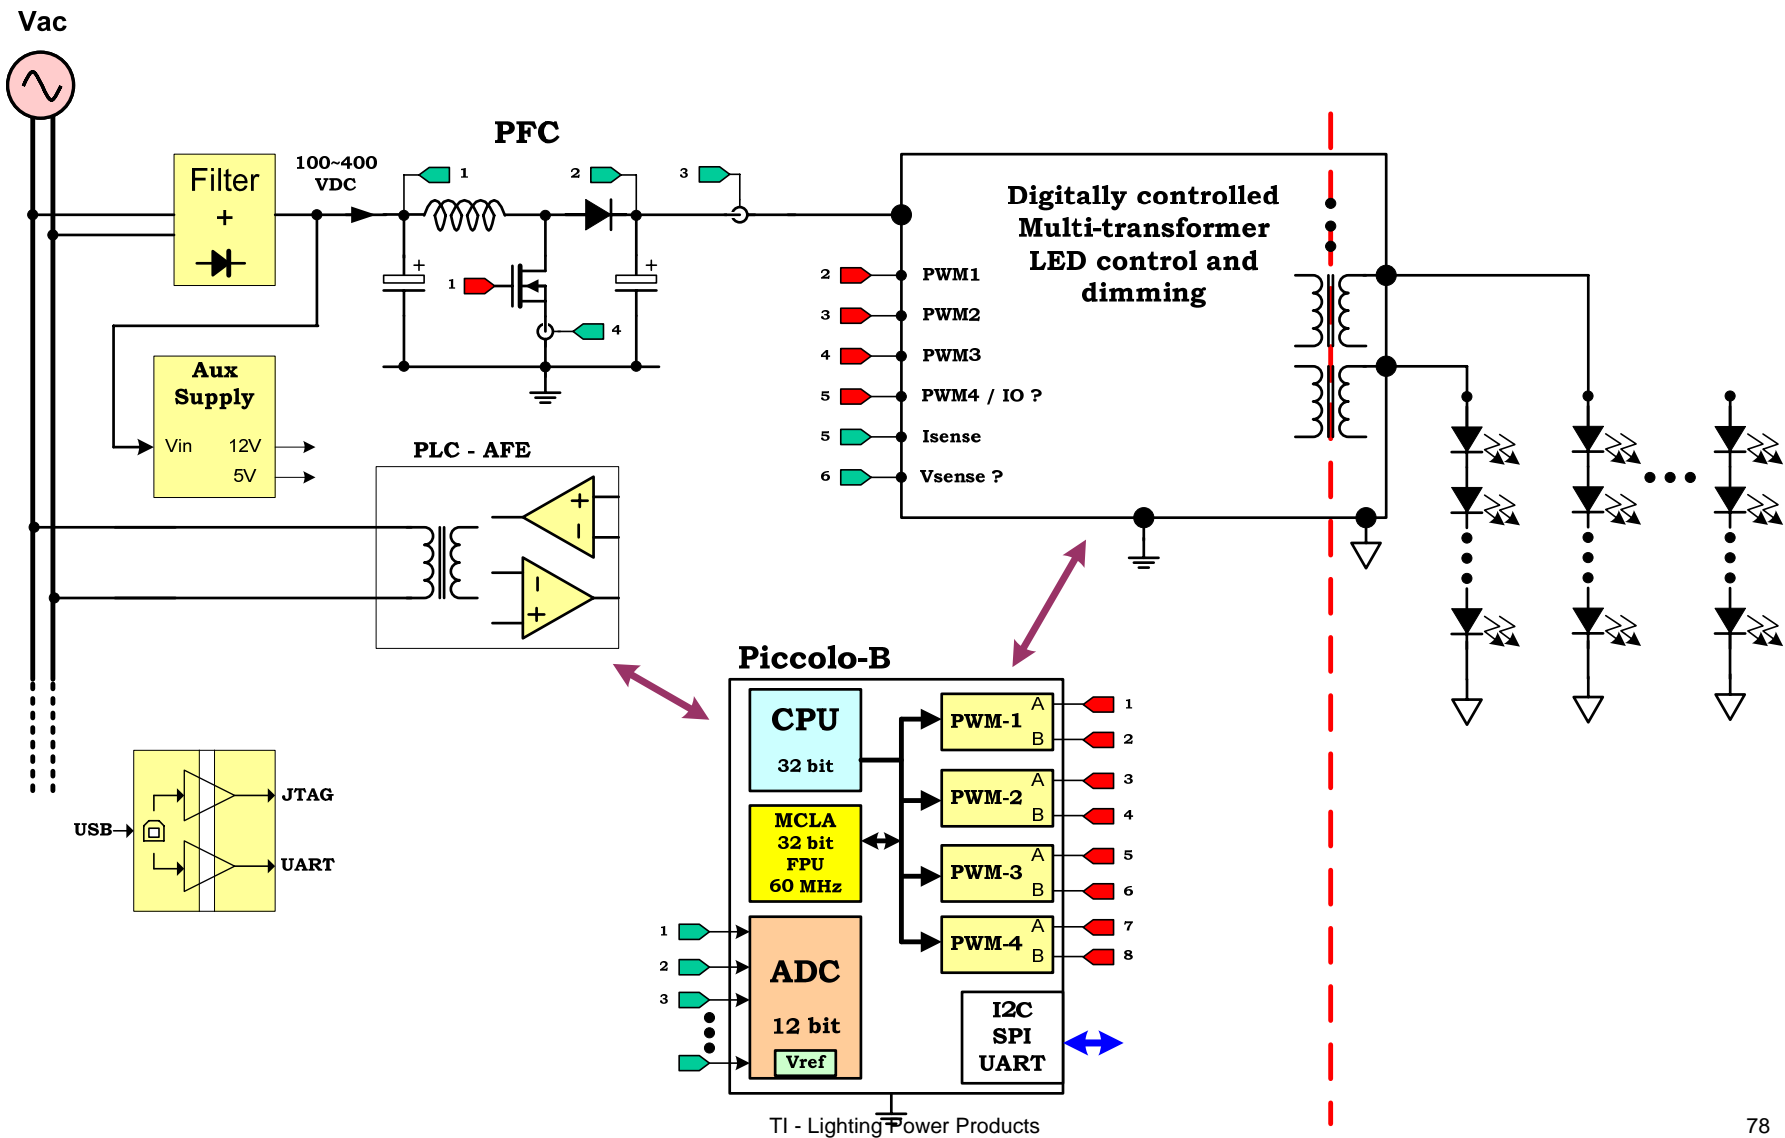 Vac
PFC
Filter
+
100~400
VDC
1
2
3
+
+
1
4
Aux
Supply
Vin
12V
5V
PLC - AFE
+
–
–
+
Digitally controlled
Multi-transformer
LED control and
dimming
2
PWM1
3
PWM2
4
PWM3
5
PWM4 / IO ?
5
Isense
6
Vsense ?
Piccolo-B
CPU
32 bit
MCLA
32 bit
FPU
60 MHz
ADC
12 bit
Vref
1
2
3
PWM-1
A
B
1
2
PWM-2
A
B
3
4
PWM-3
A
B
5
6
PWM-4
A
B
7
8
I2C
SPI
UART
USB
JTAG
UART
TI - Lighting Power Products
78